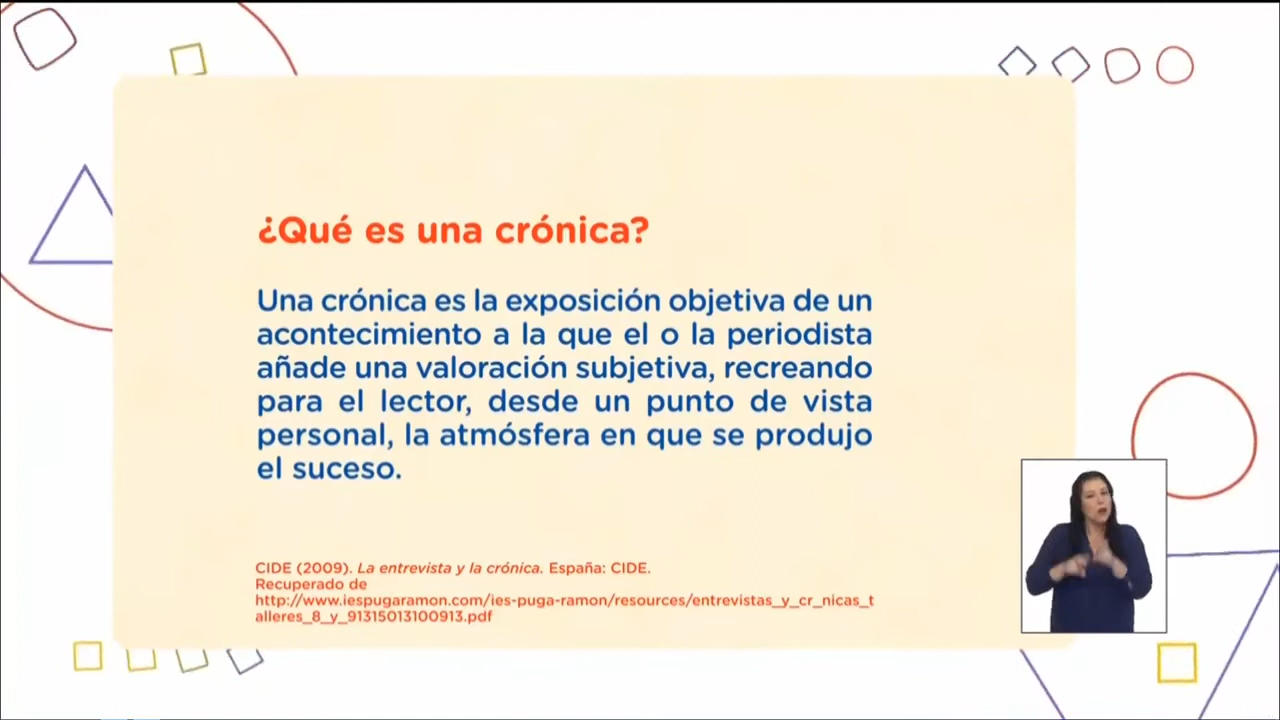 ¿Qué es una crónica?
Una crónica es la exposición objetiva de un
acontecimiento a la que el o la periodista
añade una valoración subjetiva, recreando
para el lector, desde un punto de vista
personal, la atmósfera en que se produjo
el suceso.
CIDE (2009). La entrevista y la crónica. España: CIDE.
Recuperado de
http://www.iespugaramon.com/ies-puga-ramon/resources/entrevistas_y_cr_nicas_t
alleres_8_y_91315013100913.pdf